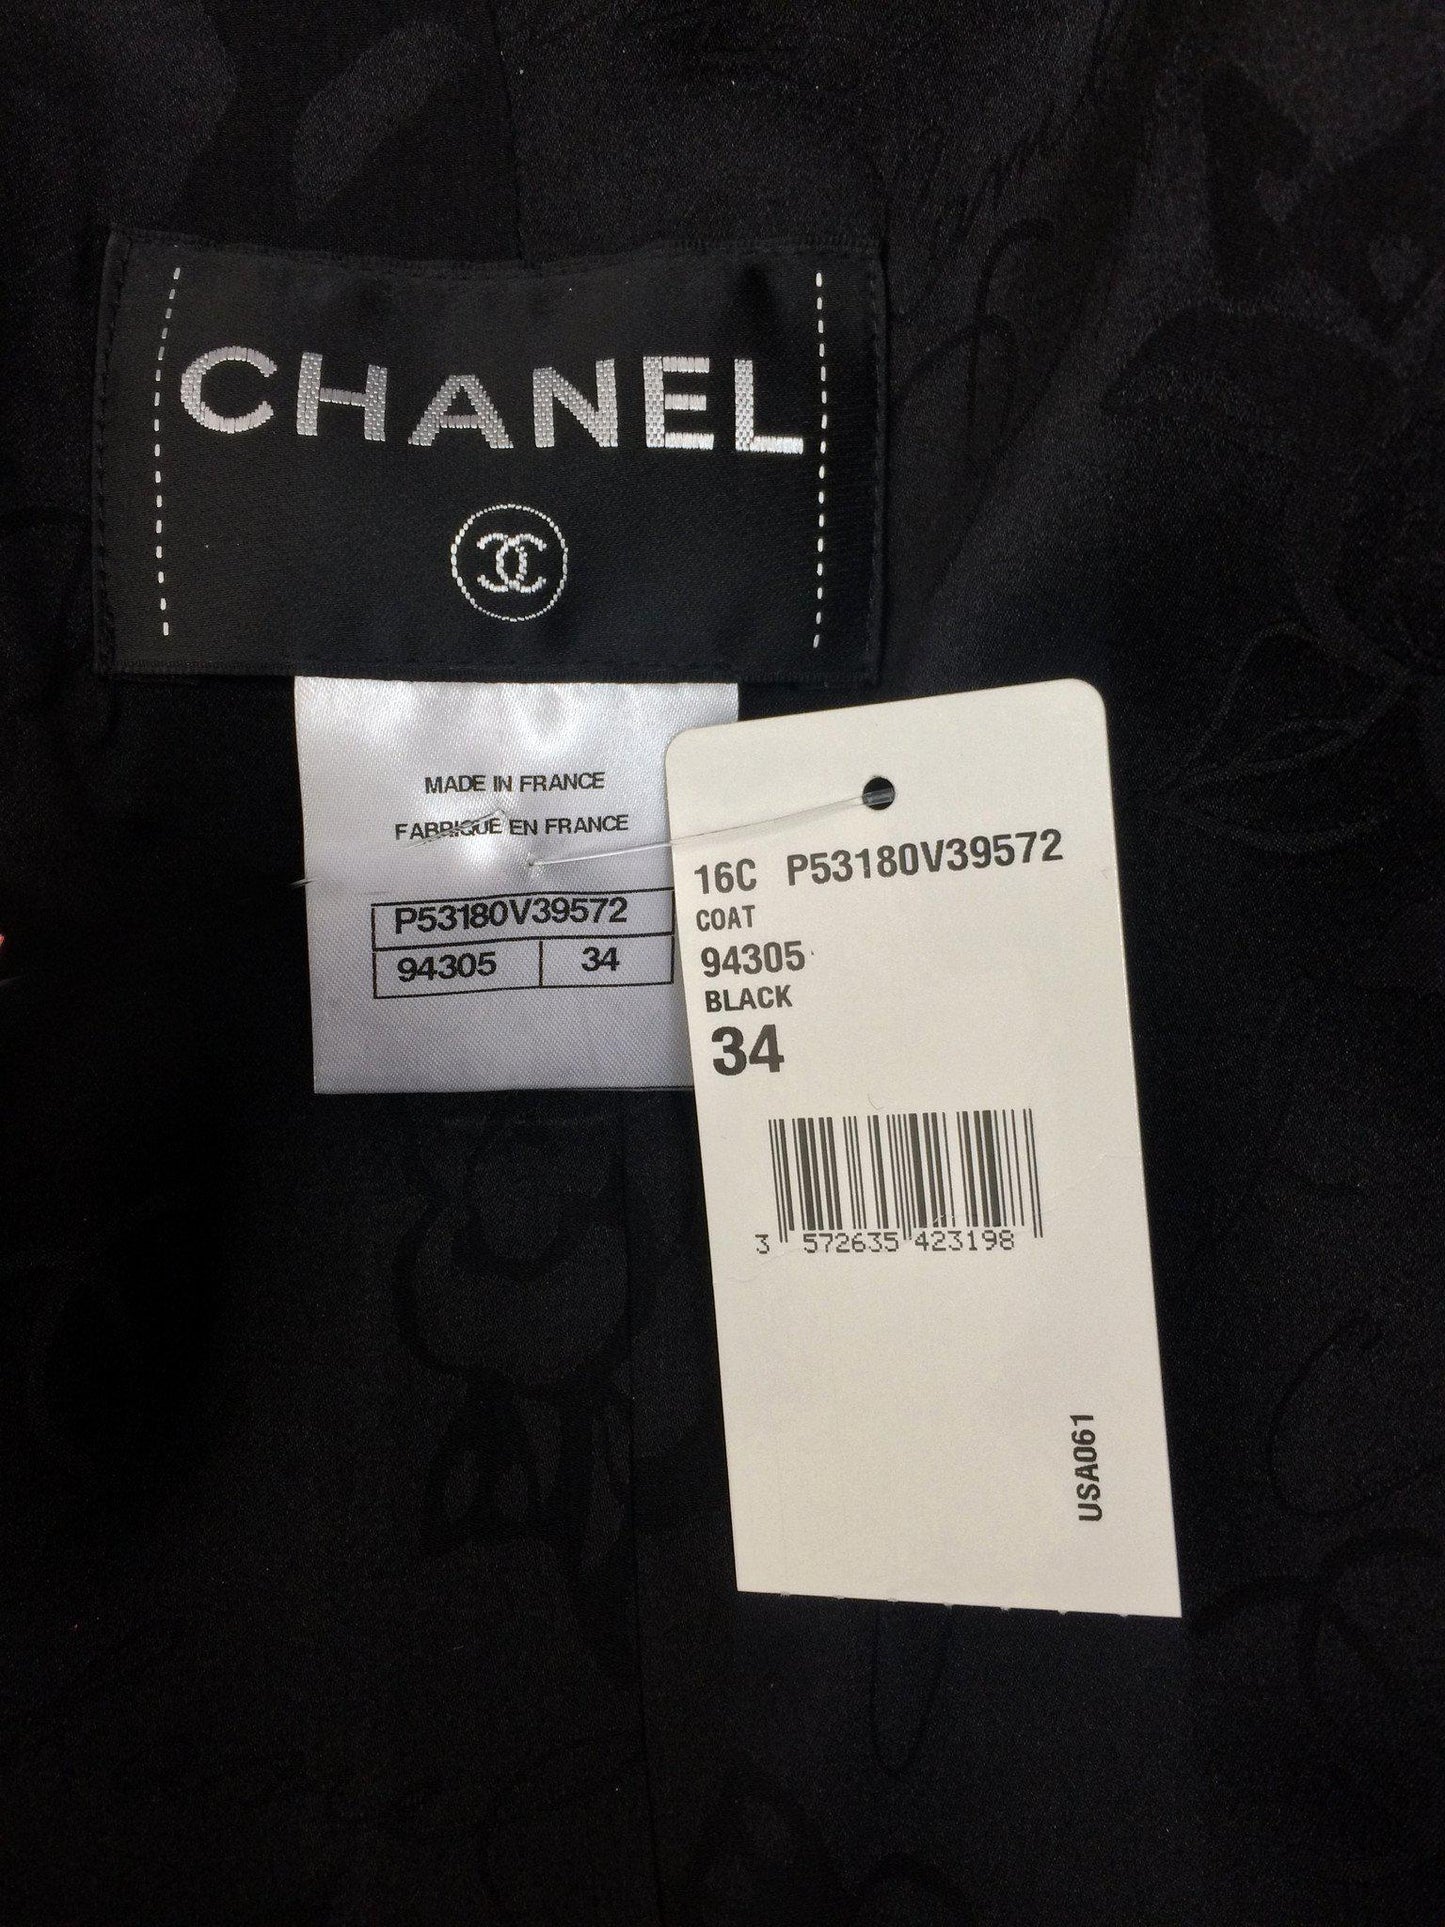 CHANEL
MADE IN FRANCE
FABRIQUÉ EN FRANCE
P53180V39572
94305 34
16C P53180V39572
COAT
94305
BLACK
34
3 572635 423198
USA061